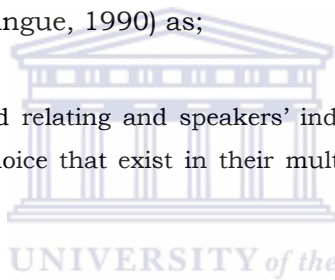 ngue, 1990) as;
d relating and speakers' ind
oice that exist in their mult
UNIVERSITY of the